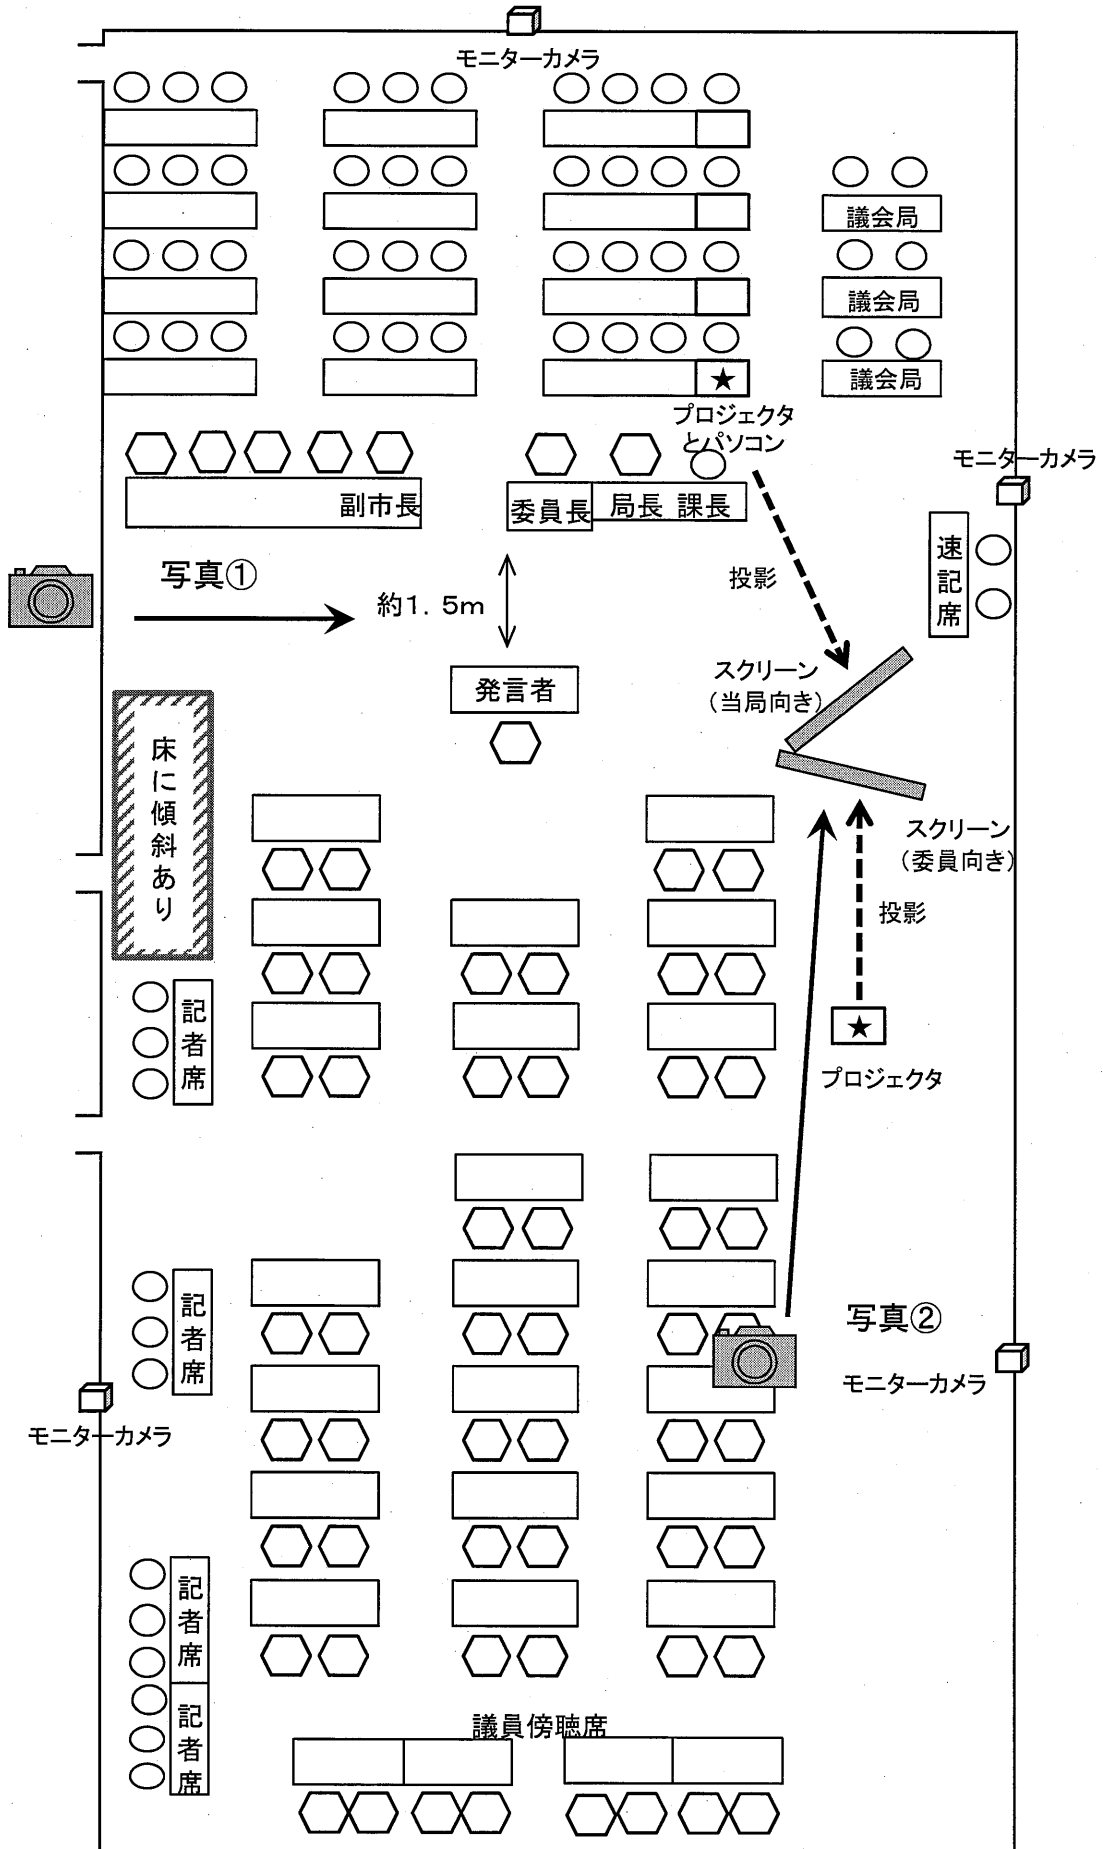 モニターカメラ
議会局
議会局
議会局
★
プロジェクタ
とパソコン
モニターカメラ
副市長
委員長
局長 課長
速記席
写真①
約1.5m
投影
発言者
スクリーン
(当局向き)
床に傾斜あり
スクリーン
(委員向き)
投影
記者席
★
プロジェクタ
記者席
写真②
モニターカメラ
モニターカメラ
記者席
記者席
議員傍聴席